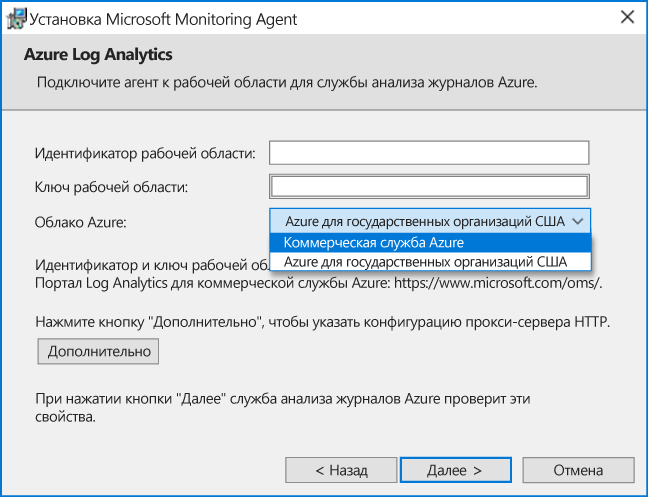 Установка Microsoft Monitoring Agent
Azure Log Analytics
Подключите агент к рабочей области для службы анализа журналов Azure.
Идентификатор рабочей области:
Ключ рабочей области:
Облако Azure:
Azure для государственных организаций США
Коммерческая служба Azure
Azure для государственных организаций США
Идентификатор и ключ рабочей
Портал Log Analytics для коммерческой службы Azure: https://www.microsoft.com/oms/.
Нажмите кнопку "Дополнительно", чтобы указать конфигурацию прокси-сервера HTTP.
Дополнительно
При нажатии кнопки "Далее" служба анализа журналов Azure проверит эти
свойства.
< Назад
Далее >
Отмена